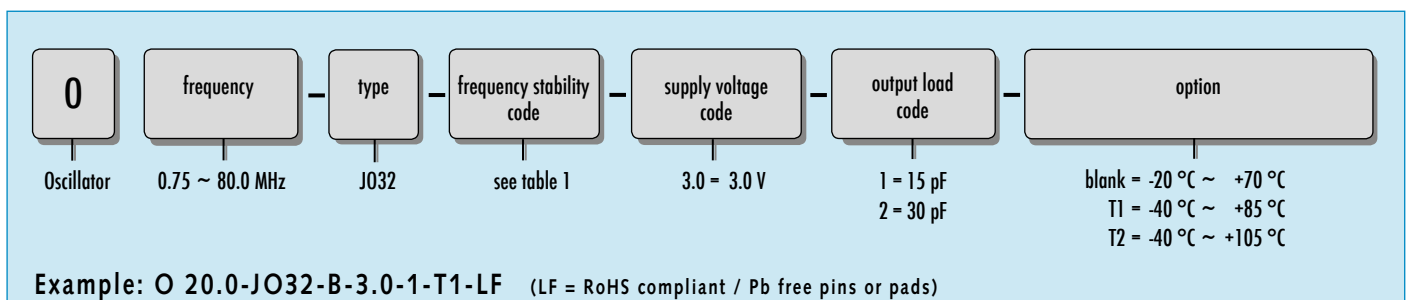 O
frequency
–
type
–
frequency stability
code
–
supply voltage
code
–
output load
code
–
option
Oscillator
0.75 ~ 80.0 MHz
JO32
see table 1
3.0 = 3.0 V
1 = 15 pF
2 = 30 pF
blank = -20 °C ~ +70 °C
T1 = -40 °C ~ +85 °C
T2 = -40 °C ~ +105 °C
Example: O 20.0-JO32-B-3.0-1-T1-LF (LF = RoHS compliant / Pb free pins or pads)